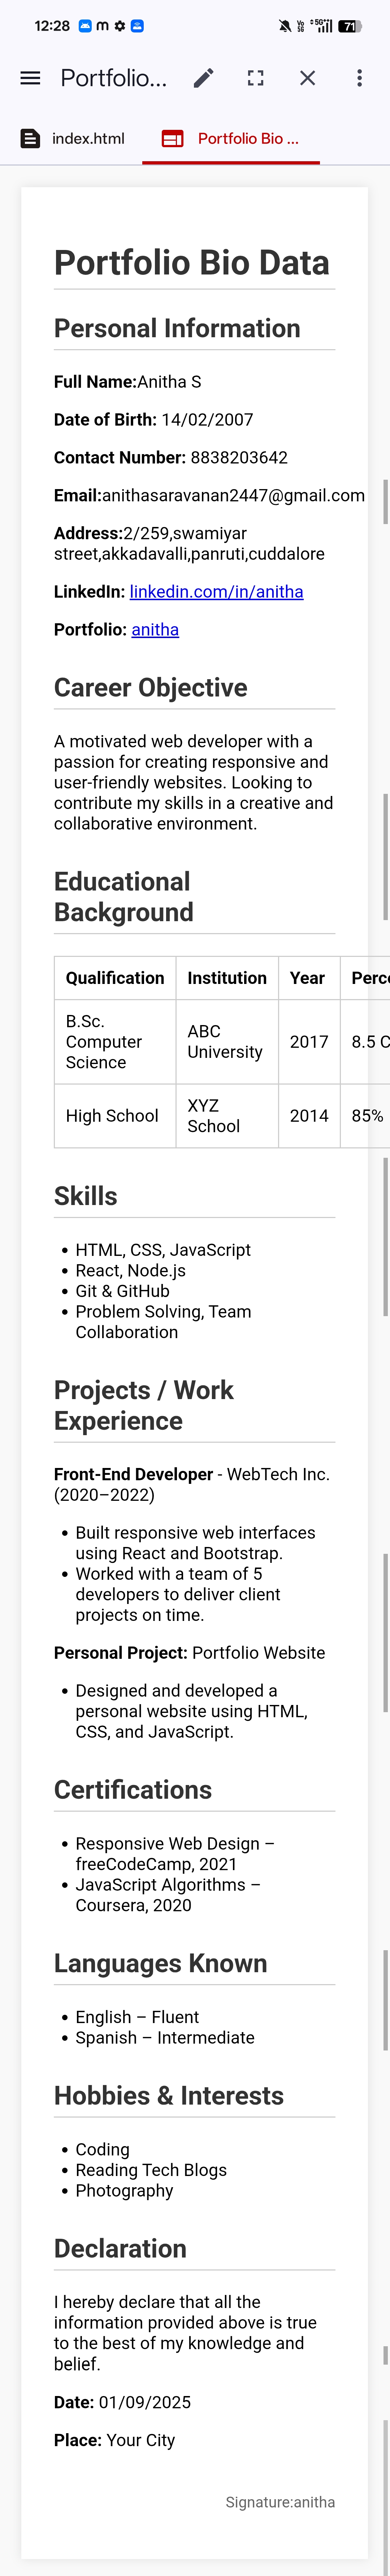 12:28
Vo
5G
5G
71
Portfolio...
index.html
Portfolio Bio ...
Portfolio Bio Data
Personal Information
Full Name:Anitha S
Date of Birth: 14/02/2007
Contact Number: 8838203642
Email:anithasaravanan2447@gmail.com
Address:2/259,swamiyar
street,akkadavalli,panruti,cuddalore
LinkedIn: linkedin.com/in/anitha
Portfolio: anitha
Career Objective
A motivated web developer with a
passion for creating responsive and
user-friendly websites. Looking to
contribute my skills in a creative and
collaborative environment.
Educational
Background
Qualification Institution Year Perce
B.Sc.
Computer
Science
ABC
University
2017
8.5 C
High School
XYZ
School
2014
85%
Skills
• HTML, CSS, JavaScript
• React, Node.js
• Git & GitHub
• Problem Solving, Team
Collaboration
Projects / Work
Experience
Front-End Developer - WebTech Inc.
(2020–2022)
• Built responsive web interfaces
using React and Bootstrap.
• Worked with a team of 5
developers to deliver client
projects on time.
Personal Project: Portfolio Website
• Designed and developed a
personal website using HTML,
CSS, and JavaScript.
Certifications
• Responsive Web Design –
freeCodeCamp, 2021
• JavaScript Algorithms –
Coursera, 2020
Languages Known
• English – Fluent
• Spanish – Intermediate
Hobbies & Interests
• Coding
• Reading Tech Blogs
• Photography
Declaration
I hereby declare that all the
information provided above is true
to the best of my knowledge and
belief.
Date: 01/09/2025
Place: Your City
Signature:anitha